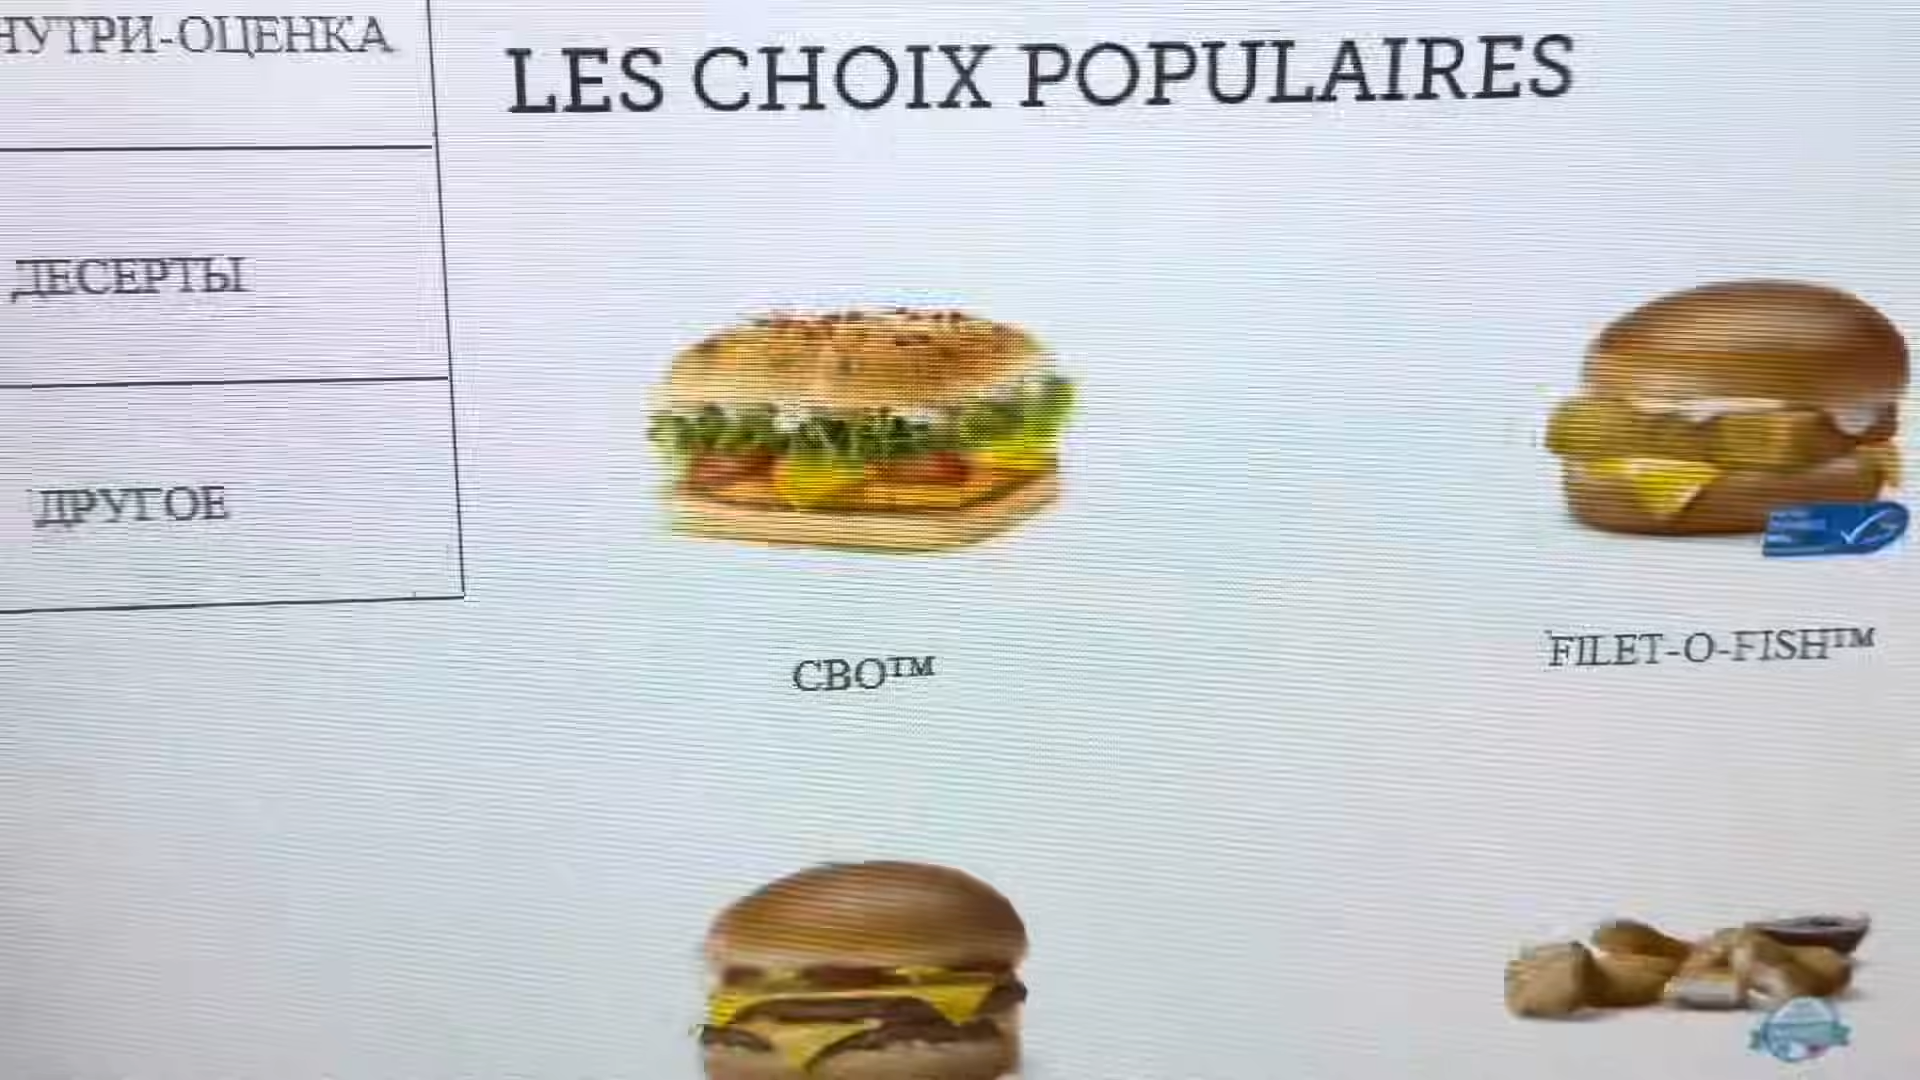 НУТРИ-ОЦЕНКА
LES CHOIX POPULAIRES
ДЕСЕРТЫ
ДРУГОЕ
CBO™
FILET-O-FISH™